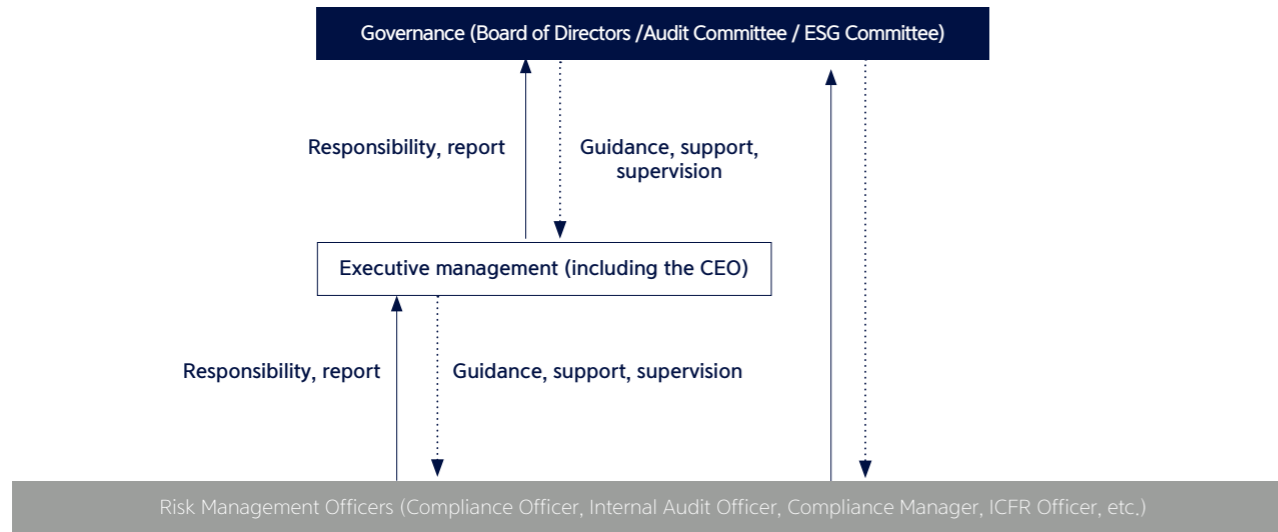 Governance (Board of Directors /Audit Committee / ESG Committee)
Responsibility, report
Guidance, support,
supervision
Executive management (including the CEO)
Responsibility, report
Guidance, support, supervision
Risk Management Officers (Compliance Officer, Internal Audit Officer, Compliance Manager, ICFR Officer, etc.)